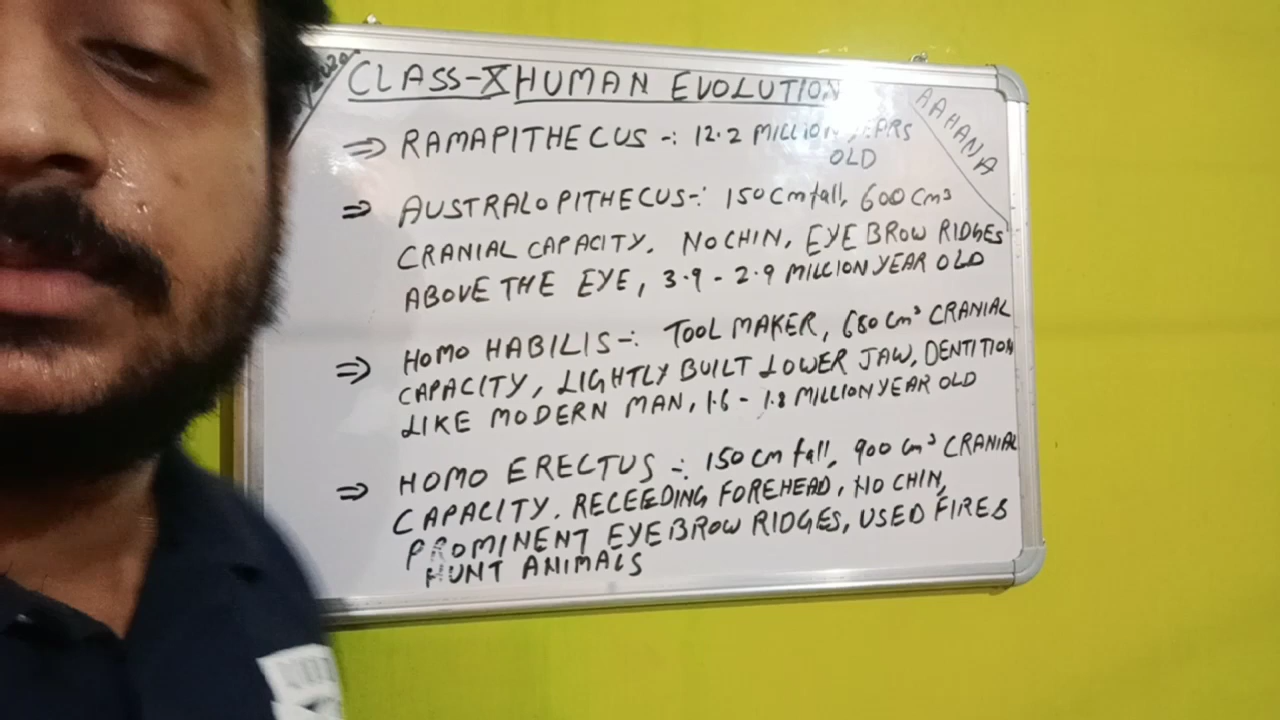 2020
CLASS-X HUMAN EVOLUTION
AAHANA
⇒ RAMAPITHECUS -: 12.2 MILLION YEARS
OLD
⇒ AUSTRALOPITHECUS-: 150 Cm tall, 600 Cm³
CRANIAL CAPACITY. NO CHIN, EYE BROW RIDGES
ABOVE THE EYE, 3.9 - 2.9 MILLION YEAR OLD
⇒ HOMO HABILIS -: TOOL MAKER, 680 Cm³ CRANIAL
CAPACITY, LIGHTLY BUILT LOWER JAW, DENTITION
LIKE MODERN MAN, 1.6 - 1.8 MILLION YEAR OLD
⇒ HOMO ERECTUS -: 150 cm tall, 900 cm³ CRANIAL
CAPACITY. RECEEDING FOREHEAD, NO CHIN,
PROMINENT EYE BROW RIDGES, USED FIRE &
HUNT ANIMALS